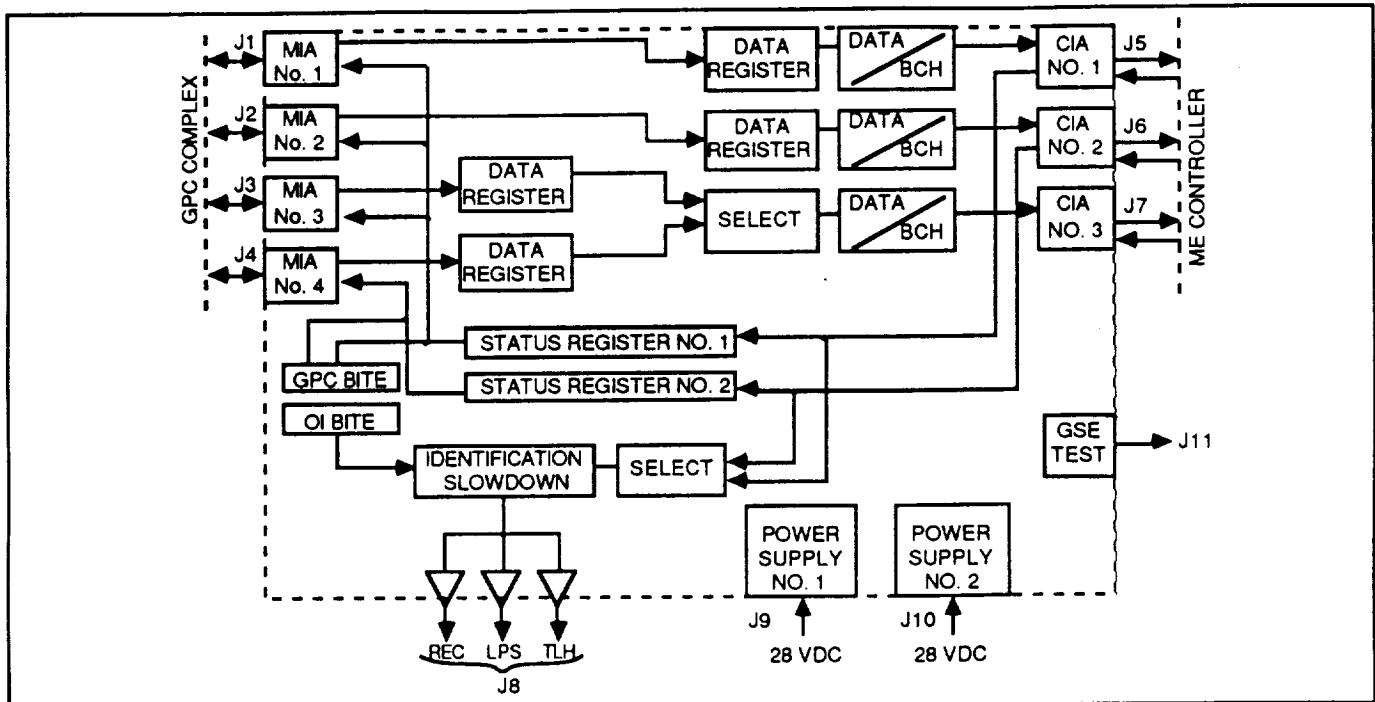 GPC COMPLEX
J1
MIA
No. 1
J2
MIA
No. 2
J3
MIA
No. 3
J4
MIA
No. 4
DATA
REGISTER
DATA
REGISTER
DATA
REGISTER
DATA
REGISTER
SELECT
DATA
BCH
DATA
BCH
DATA
BCH
CIA
NO. 1
J5
CIA
NO. 2
J6
CIA
NO. 3
J7
ME CONTROLLER
STATUS REGISTER NO. 1
STATUS REGISTER NO. 2
GPC BITE
OI BITE
IDENTIFICATION
SLOWDOWN
SELECT
GSE
TEST
J11
POWER
SUPPLY
NO. 1
POWER
SUPPLY
NO. 2
J9
28 VDC
J10
28 VDC
REC
LPS
TLH
J8